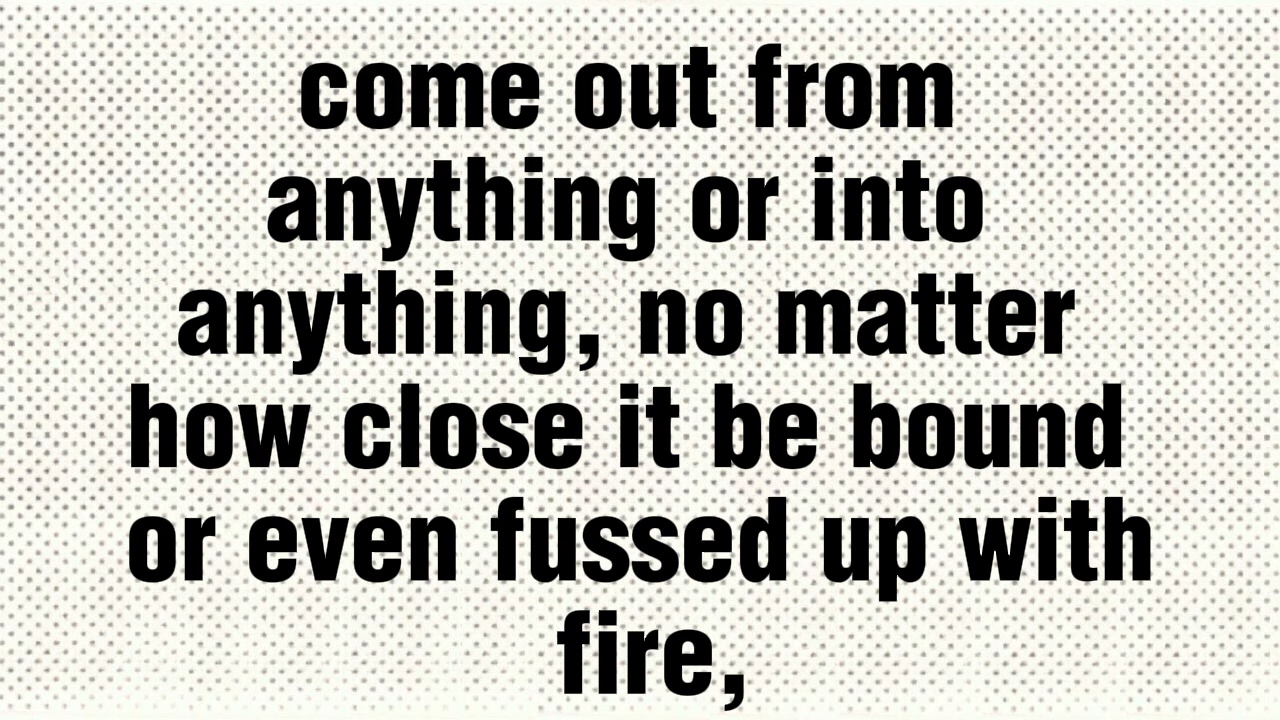 come out from
anything or into
anything, no matter
how close it be bound
or even fussed up with
fire,